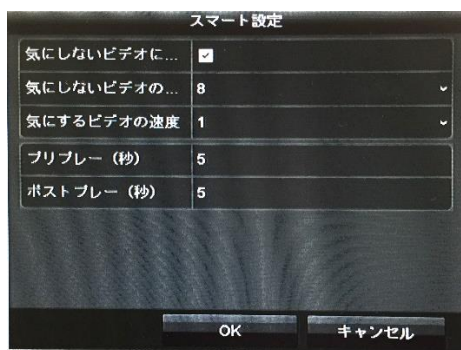 スマート設定
気にしないビデオに...
気にしないビデオの... 8
気にするビデオの速度 1
プリプレー（秒） 5
ポストプレー（秒） 5
OK キャンセル